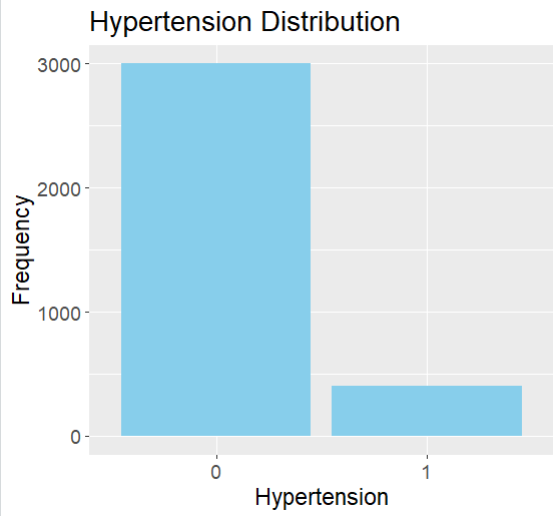 Hypertension Distribution
3000
2000
1000
0
Frequency
0 1
Hypertension